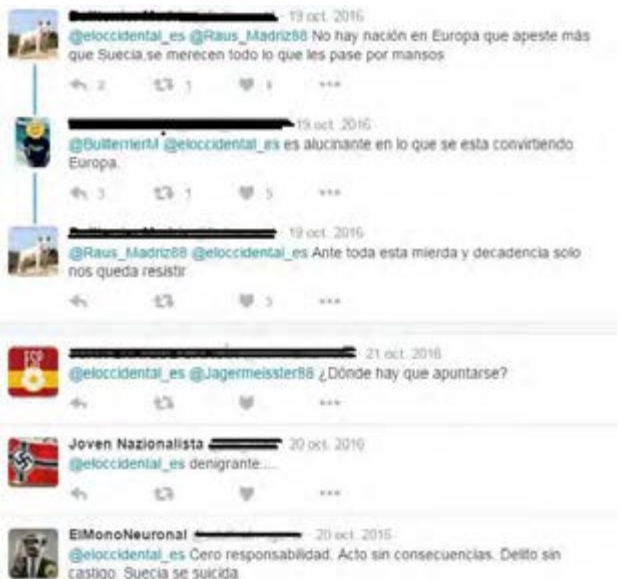 19 oct. 2016
@eloccidental_es @Raus_Madriz88 No hay nación en Europa que apeste más
que Suecia,se merecen todo lo que les pase por mansos
2 1
19 oct. 2016
@BullterrierM @eloccidental_es es alucinante en lo que se esta convirtiendo
Europa.
3 1 5
19 oct. 2016
@Raus_Madriz88 @eloccidental_es Ante toda esta mierda y decadencia solo
nos queda resistir
ESP
21 oct. 2016
@eloccidental_es @Jagermeisster88 ¿Dónde hay que apuntarse?
Joven Nazionalista 20 oct. 2016
@eloccidental_es denigrante....
ElMonoNeuronal 20 oct. 2016
@eloccidental_es Cero responsabilidad. Acto sin consecuencias. Delito sin
castigo. Suecia se suicida